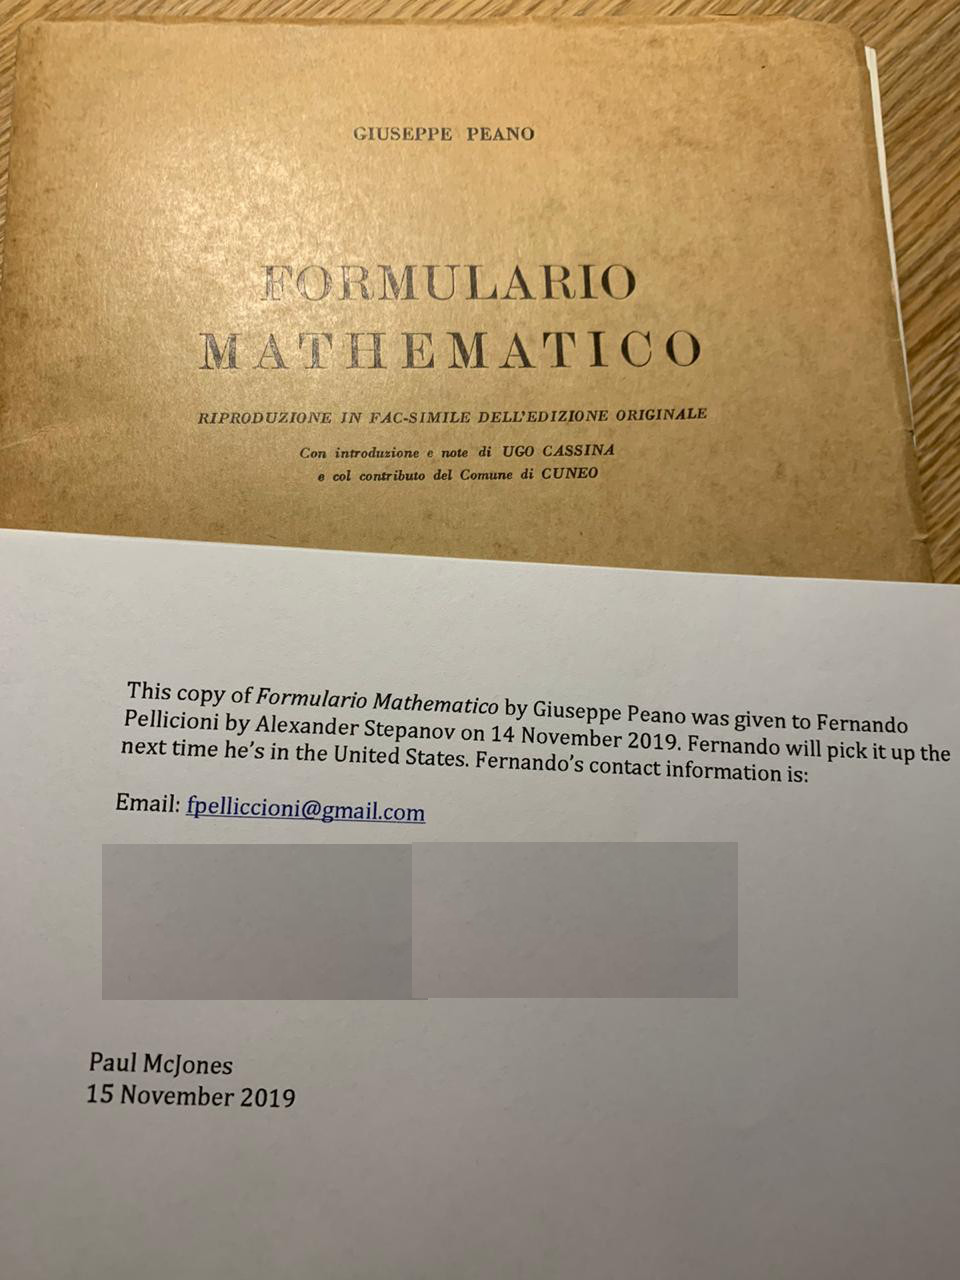 GIUSEPPE PEANO
FORMULARIO
MATHEMATICO
RIPRODUZIONE IN FAC-SIMILE DELL'EDIZIONE ORIGINALE
Con introduzione e note di UGO CASSINA
e col contributo del Comune di CUNEO
This copy of Formulario Mathematico by Giuseppe Peano was given to Fernando
Pellicioni by Alexander Stepanov on 14 November 2019. Fernando will pick it up the
next time he's in the United States. Fernando's contact information is:
Email: fpelliccioni@gmail.com
Paul McJones
15 November 2019